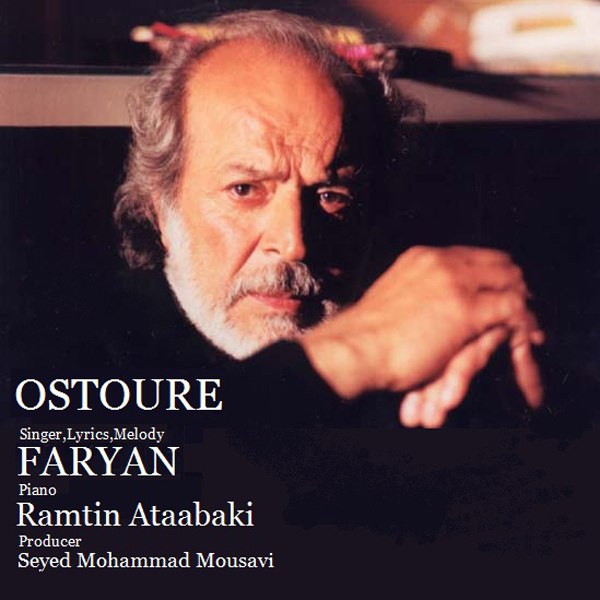 OSTOURE
Singer,Lyrics,Melody
FARYAN
Piano
Ramtin Ataabaki
Producer
Seyed Mohammad Mousavi